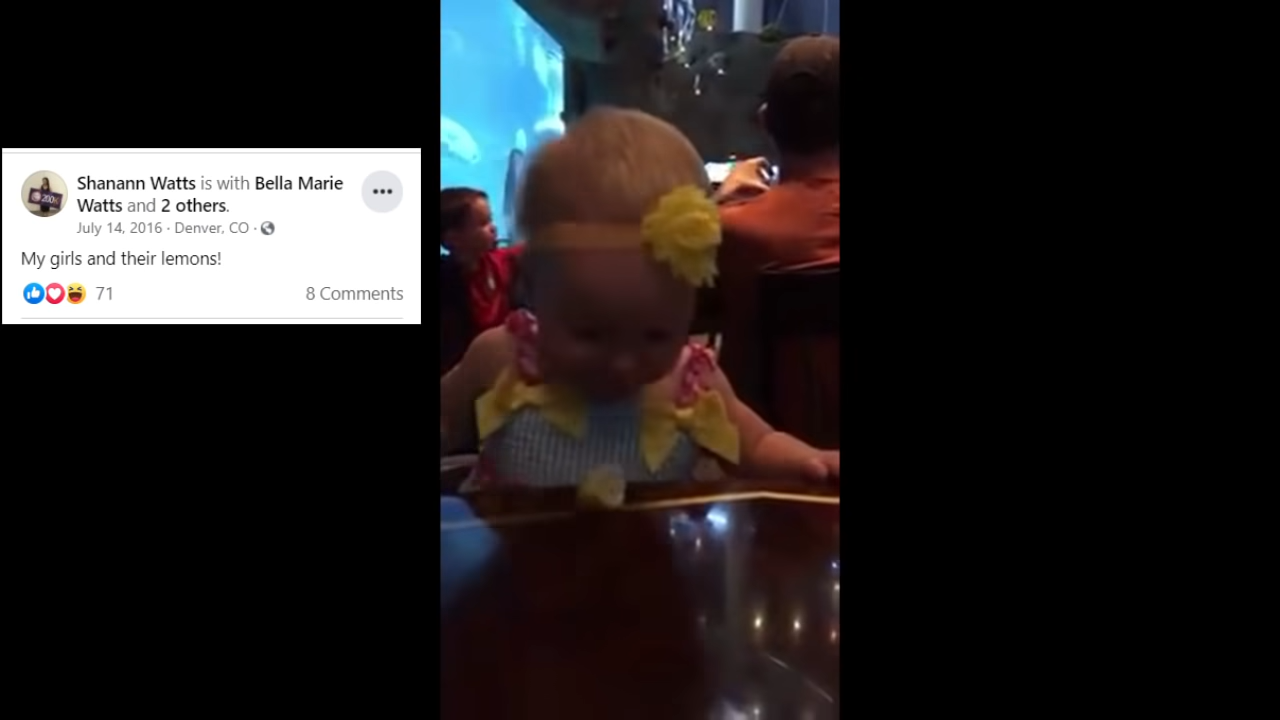 Shanann Watts is with Bella Marie
Watts and 2 others.
July 14, 2016 · Denver, CO ·
My girls and their lemons!
71 8 Comments